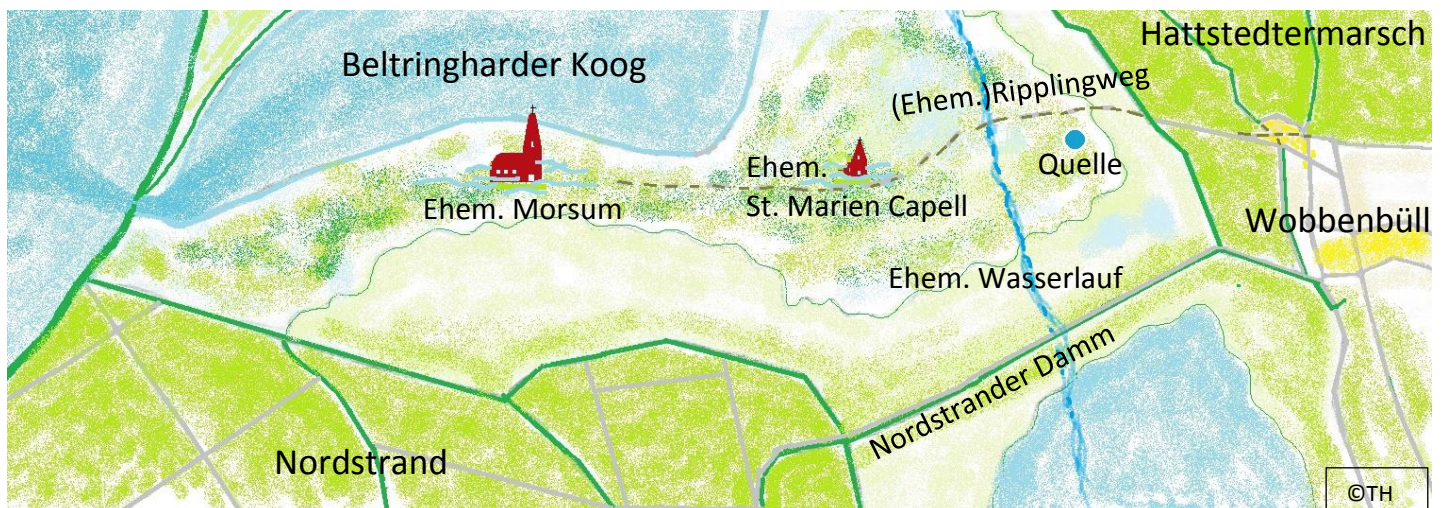 Hattstedtermarsch
Beltringharder Koog
(Ehem.)Ripplingweg
Ehem.
Quelle
St. Marien Capell
Ehem. Morsum
Wobbenbüll
Ehem. Wasserlauf
Nordstrander Damm
Nordstrand
©TH